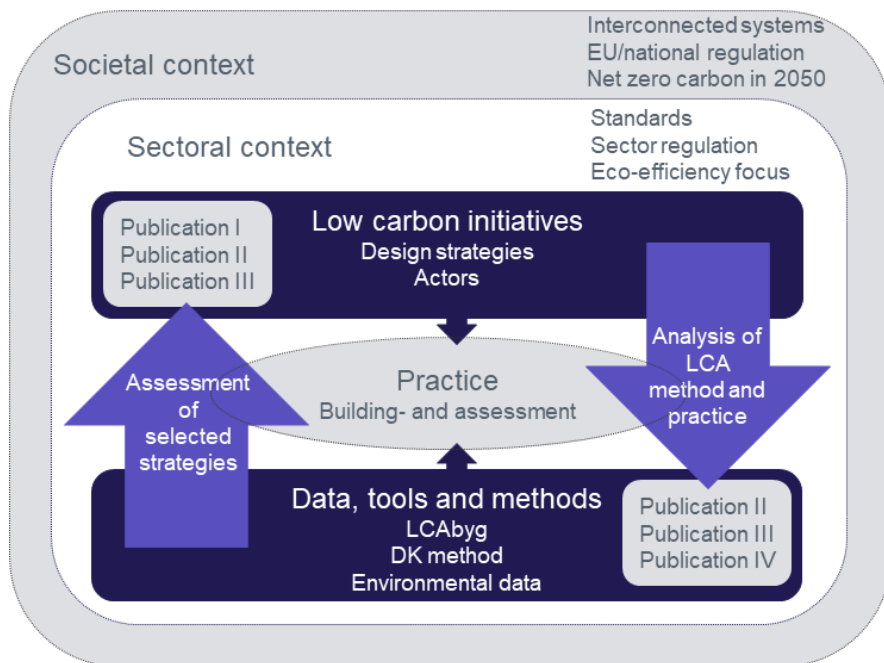 Interconnected systems
EU/national regulation
Net zero carbon in 2050
Societal context
Standards
Sector regulation
Eco-efficiency focus
Sectoral context
Publication I
Publication II
Publication III
Low carbon initiatives
Design strategies
Actors
Assessment
of
selected
strategies
Practice
Building- and assessment
Analysis of
LCA
method and
practice
Data, tools and methods
LCAbyg
DK method
Environmental data
Publication II
Publication III
Publication IV